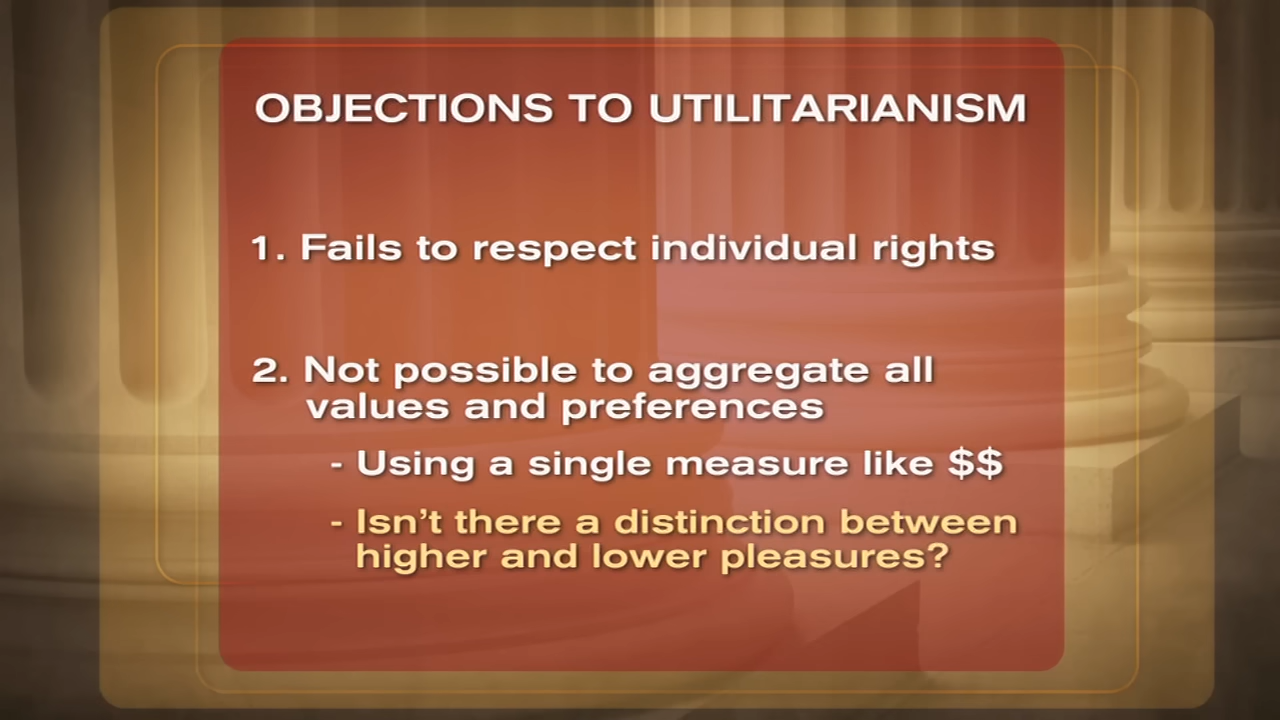 OBJECTIONS TO UTILITARIANISM
1. Fails to respect individual rights
2. Not possible to aggregate all
values and preferences
- Using a single measure like $$
- Isn’t there a distinction between
higher and lower pleasures?